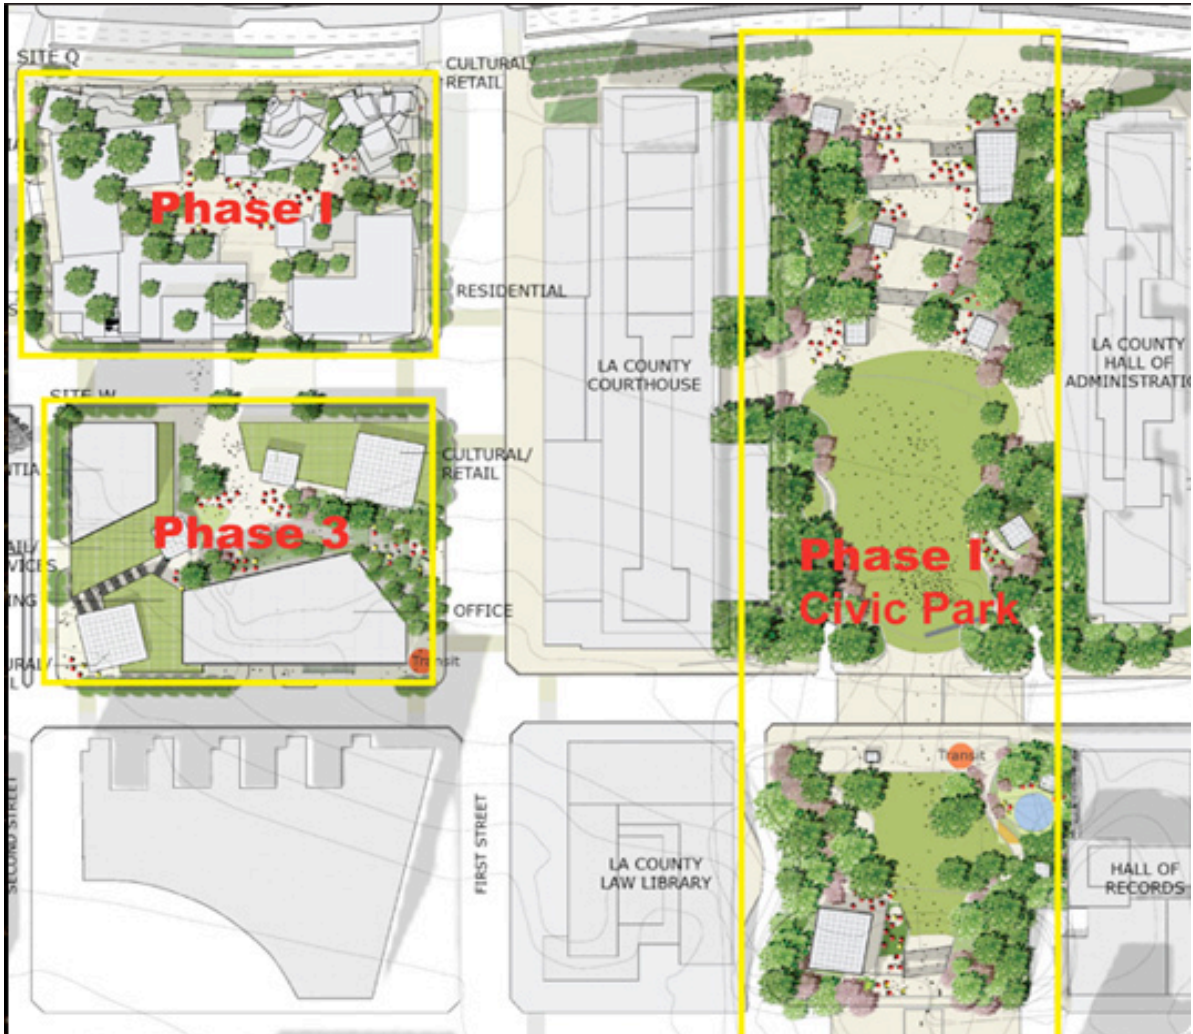 SITE Q
CULTURAL/
RETAIL
Phase I
RESIDENTIAL
SITE W
CULTURAL/
RETAIL
Phase 3
OFFICE
Transit
LA COUNTY
COURTHOUSE
LA COUNTY
HALL OF
ADMINISTRATIO
Phase I
Civic Park
Transit
SECOND STREET
FIRST STREET
LA COUNTY
LAW LIBRARY
HALL OF
RECORDS